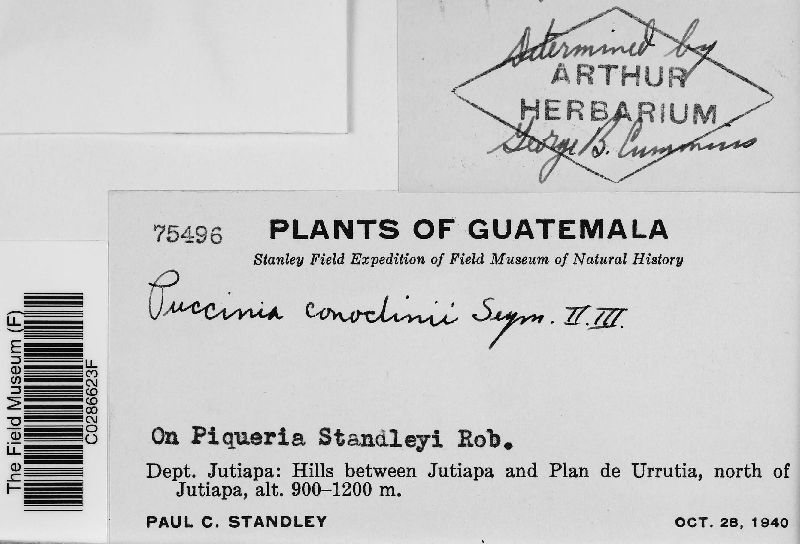 Determined by
ARTHUR
HERBARIUM
George B. Cummins
75496 PLANTS OF GUATEMALA
Stanley Field Expedition of Field Museum of Natural History
Puccinia conoclinii Seym. II. III.
On Piqueria Standleyi Rob.
Dept. Jutiapa: Hills between Jutiapa and Plan de Urrutia, north of
Jutiapa, alt. 900–1200 m.
PAUL C. STANDLEY OCT. 28, 1940
The Field Museum (F)
C0286623F